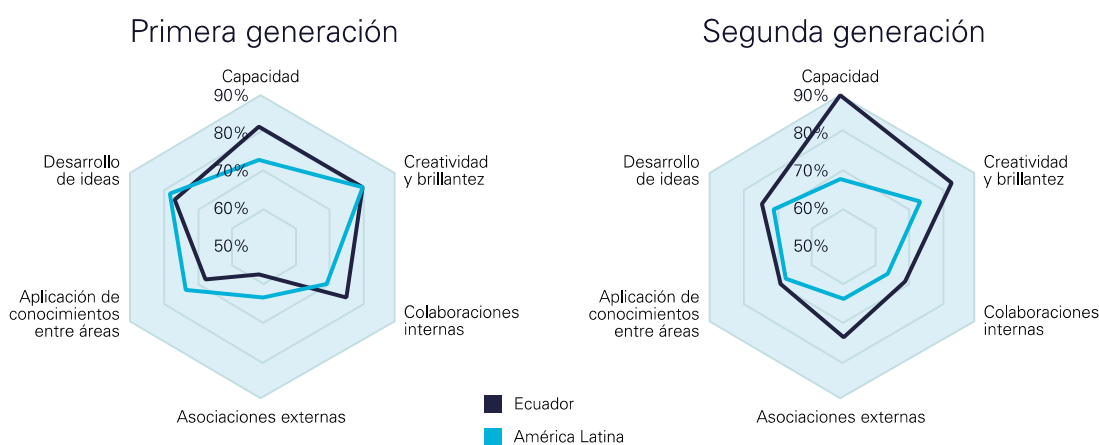 Primera generación
Capacidad
90%
80%
70%
60%
50%
Creatividad
y brillantez
Colaboraciones
internas
Asociaciones externas
Aplicación de
conocimientos
entre áreas
Desarrollo
de ideas
Segunda generación
Capacidad
90%
80%
70%
60%
50%
Creatividad
y brillantez
Colaboraciones
internas
Asociaciones externas
Aplicación de
conocimientos
entre áreas
Desarrollo
de ideas
Ecuador
América Latina